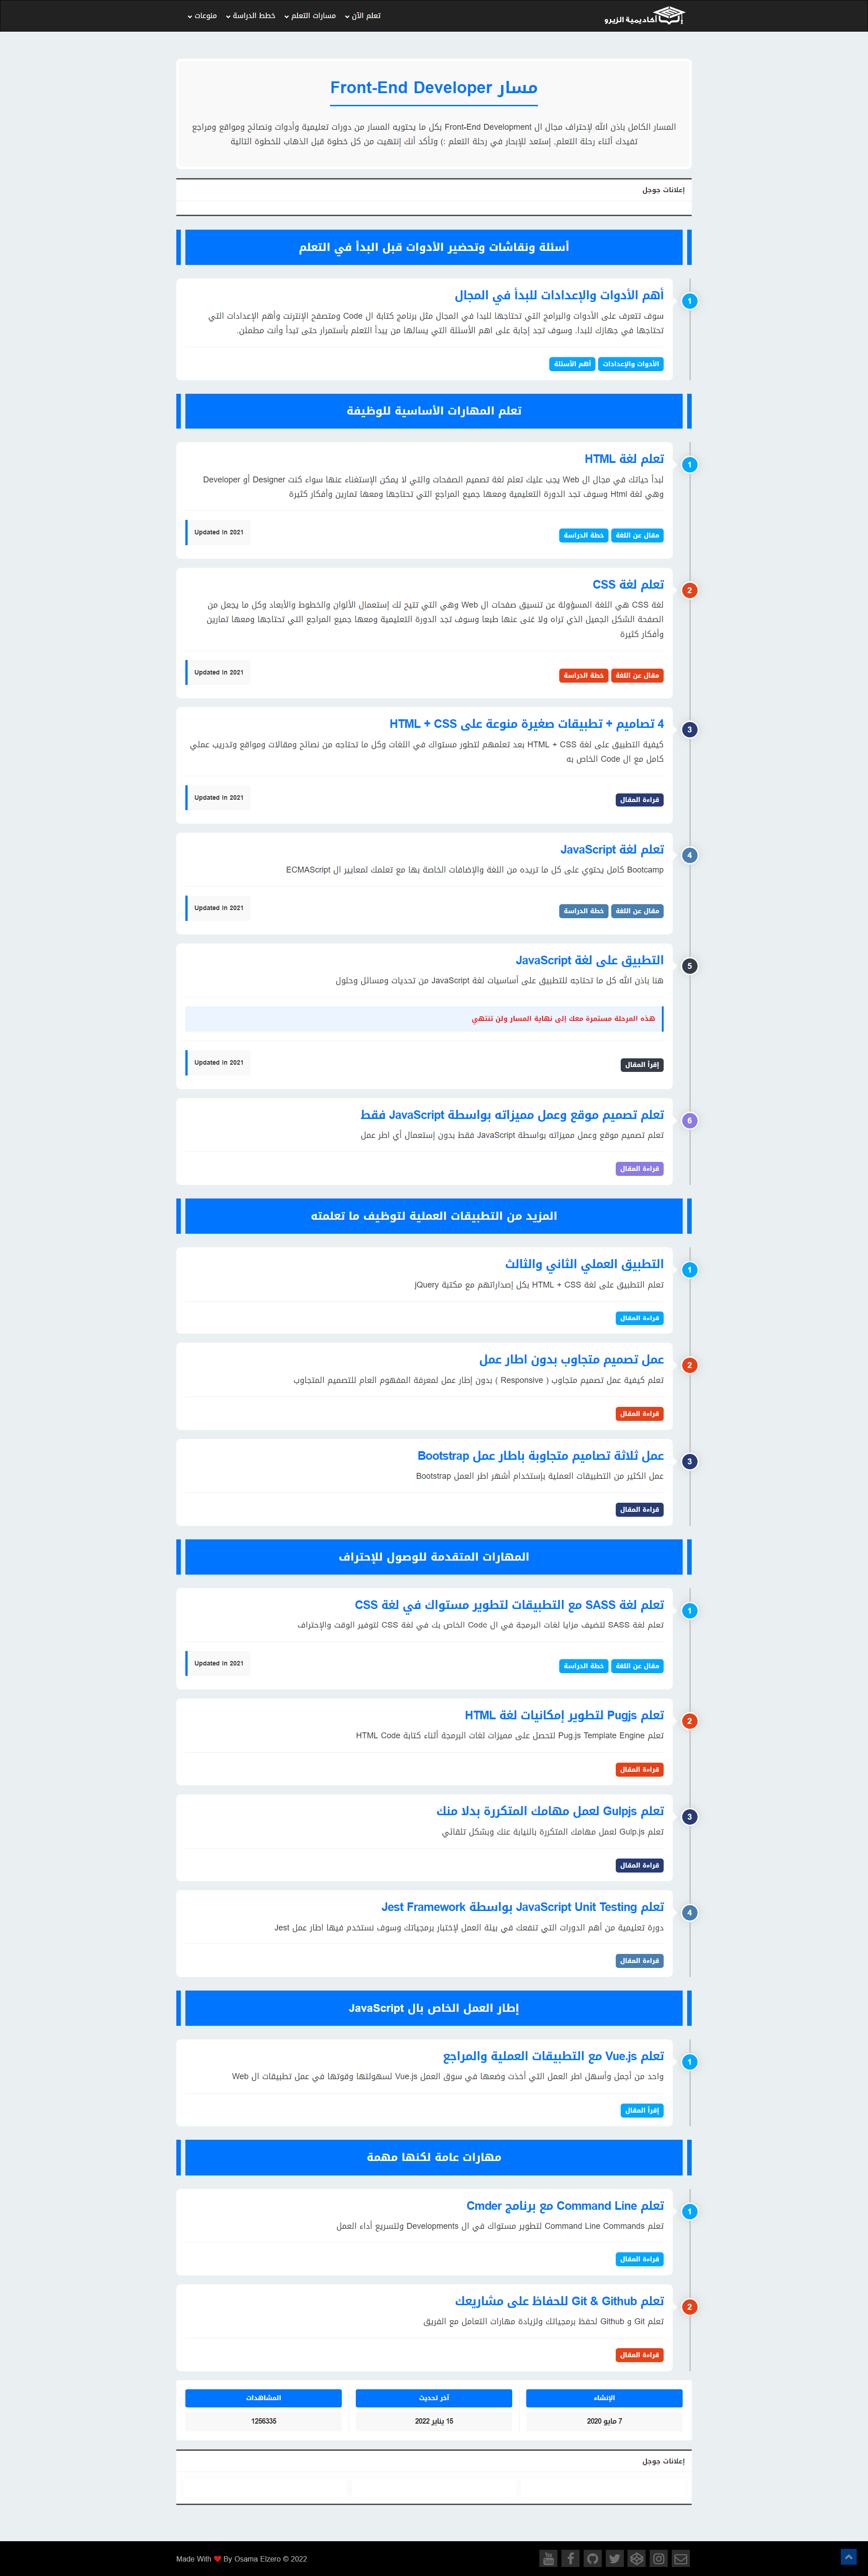 أكاديمية الزيرو
تعلم الآن
مسارات التعلم
خطط الدراسة
منوعات
مسار Front-End Developer
المسار الكامل باذن الله لإحتراف مجال ال Front-End Development بكل ما يحتويه المسار من دورات تعليمية وأدوات ونصائح ومواقع ومراجع
تفيدك أثناء رحلة التعلم. إستعد للإبحار في رحلة التعلم :) وتأكد أنك إنتهيت من كل خطوة قبل الذهاب للخطوة التالية
إعلانات جوجل
أسئلة ونقاشات وتحضير الأدوات قبل البدأ في التعلم
1
أهم الأدوات والإعدادات للبدأ في المجال
سوف تتعرف على الأدوات والبرامج التي تحتاجها للبدا في المجال مثل برنامج كتابة ال Code ومتصفح الإنترنت وأهم الإعدادات التي
تحتاجها في جهازك للبدا. وسوف تجد إجابة على اهم الأسئلة التي يسالها من يبدأ التعلم بأستمرار حتى تبدأ وأنت مطمئن.
الأدوات والإعدادات
أهم الأسئلة
تعلم المهارات الأساسية للوظيفة
1
تعلم لغة HTML
لبدأ حياتك في مجال ال Web يجب عليك تعلم لغة تصميم الصفحات والتي لا يمكن الإستغناء عنها سواء كنت Designer أو Developer
وهي لغة Html وسوف تجد الدورة التعليمية ومعها جميع المراجع التي تحتاجها ومعها تمارين وأفكار كثيرة
مقال عن اللغة
خطة الدراسة
Updated In 2021
2
تعلم لغة CSS
لغة CSS هي اللغة المسؤولة عن تنسيق صفحات ال Web وهي التي تتيح لك إستعمال الألوان والخطوط والأبعاد وكل ما يجعل من
الصفحة الشكل الجميل الذي تراه ولا غنى عنها طبعا وسوف تجد الدورة التعليمية ومعها جميع المراجع التي تحتاجها ومعها تمارين
وأفكار كثيرة
مقال عن اللغة
خطة الدراسة
Updated In 2021
3
4 تصاميم + تطبيقات صغيرة منوعة على HTML + CSS
كيفية التطبيق على لغة HTML + CSS بعد تعلمهم لتطور مستواك في اللغات وكل ما تحتاجه من نصائح ومقالات ومواقع وتدريب عملي
كامل مع ال Code الخاص به
قراءة المقال
Updated In 2021
4
تعلم لغة JavaScript
Bootcamp كامل يحتوي على كل ما تريده من اللغة والإضافات الخاصة بها مع تعلمك لمعايير ال ECMAScript
مقال عن اللغة
خطة الدراسة
Updated In 2021
5
التطبيق على لغة JavaScript
هنا باذن الله كل ما تحتاجه للتطبيق على أساسيات لغة JavaScript من تحديات ومسائل وحلول
هذه المرحلة مستمرة معك إلى نهاية المسار ولن تنتهي
إقرأ المقال
Updated In 2021
6
تعلم تصميم موقع وعمل مميزاته بواسطة JavaScript فقط
تعلم تصميم موقع وعمل مميزاته بواسطة JavaScript فقط بدون إستعمال أي اطر عمل
قراءة المقال
المزيد من التطبيقات العملية لتوظيف ما تعلمته
1
التطبيق العملي الثاني والثالث
تعلم التطبيق على لغة HTML + CSS بكل إصداراتهم مع مكتبة jQuery
قراءة المقال
2
عمل تصميم متجاوب بدون اطار عمل
تعلم كيفية عمل تصميم متجاوب ( Responsive ) بدون إطار عمل لمعرفة المفهوم العام للتصميم المتجاوب
قراءة المقال
3
عمل ثلاثة تصاميم متجاوبة باطار عمل Bootstrap
عمل الكثير من التطبيقات العملية بإستخدام أشهر اطر العمل Bootstrap
قراءة المقال
المهارات المتقدمة للوصول للإحتراف
1
تعلم لغة SASS مع التطبيقات لتطوير مستواك في لغة CSS
تعلم لغة SASS لتضيف مزايا لغات البرمجة في ال Code الخاص بك في لغة CSS لتوفير الوقت والإحتراف
مقال عن اللغة
خطة الدراسة
Updated In 2021
2
تعلم Pugjs لتطوير إمكانيات لغة HTML
تعلم Pug.js Template Engine لتحصل على مميزات لغات البرمجة أثناء كتابة HTML Code
قراءة المقال
3
تعلم Gulpjs لعمل مهامك المتكررة بدلا منك
تعلم Gulp.js لعمل مهامك المتكررة بالنيابة عنك وبشكل تلقائي
قراءة المقال
4
تعلم JavaScript Unit Testing بواسطة Jest Framework
دورة تعليمية من أهم الدورات التي تنفعك في بيئة العمل لإختبار برمجياتك وسوف نستخدم فيها اطار عمل Jest
قراءة المقال
إطار العمل الخاص بال JavaScript
1
تعلم Vue.js مع التطبيقات العملية والمراجع
واحد من أجمل وأسهل اطر العمل التي أخذت وضعها في سوق العمل Vue.js لسهولتها وقوتها في عمل تطبيقات ال Web
إقرأ المقال
مهارات عامة لكنها مهمة
1
تعلم Command Line مع برنامج Cmder
تعلم Command Line Commands لتطوير مستواك في ال Developments ولتسريع أداء العمل
قراءة المقال
2
تعلم Git & Github للحفاظ على مشاريعك
تعلم Git و Github لحفظ برمجياتك ولزيادة مهارات التعامل مع الفريق
قراءة المقال
الإنشاء
7 مايو 2020
آخر تحديث
15 يناير 2022
المشاهدات
1256335
إعلانات جوجل
Made With ❤ By Osama Elzero © 2022